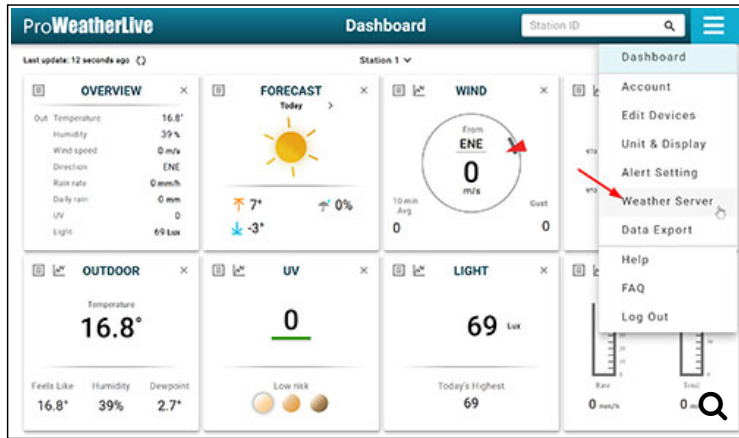 ProWeatherLive
Dashboard
Station ID
Last update: 12 seconds ago
Station 1
Dashboard
Account
Edit Devices
Unit & Display
Alert Setting
Weather Server
Data Export
Help
FAQ
Log Out
OVERVIEW
Out Temperature 16.8°
Humidity 39 %
Wind speed 0 m/s
Direction ENE
Rain rate 0 mm/h
Daily rain 0 mm
UV 0
Light 69 Lux
FORECAST
Today
7° 0%
-3°
WIND
From
ENE
0
m/s
10 min
Avg
Gust
0 0
OUTDOOR
Temperature
16.8°
Feels Like Humidity Dewpoint
16.8° 39% 2.7°
UV
0
Low risk
LIGHT
69 Lux
Today's Highest
69
Rate Total
0 mm/h 0